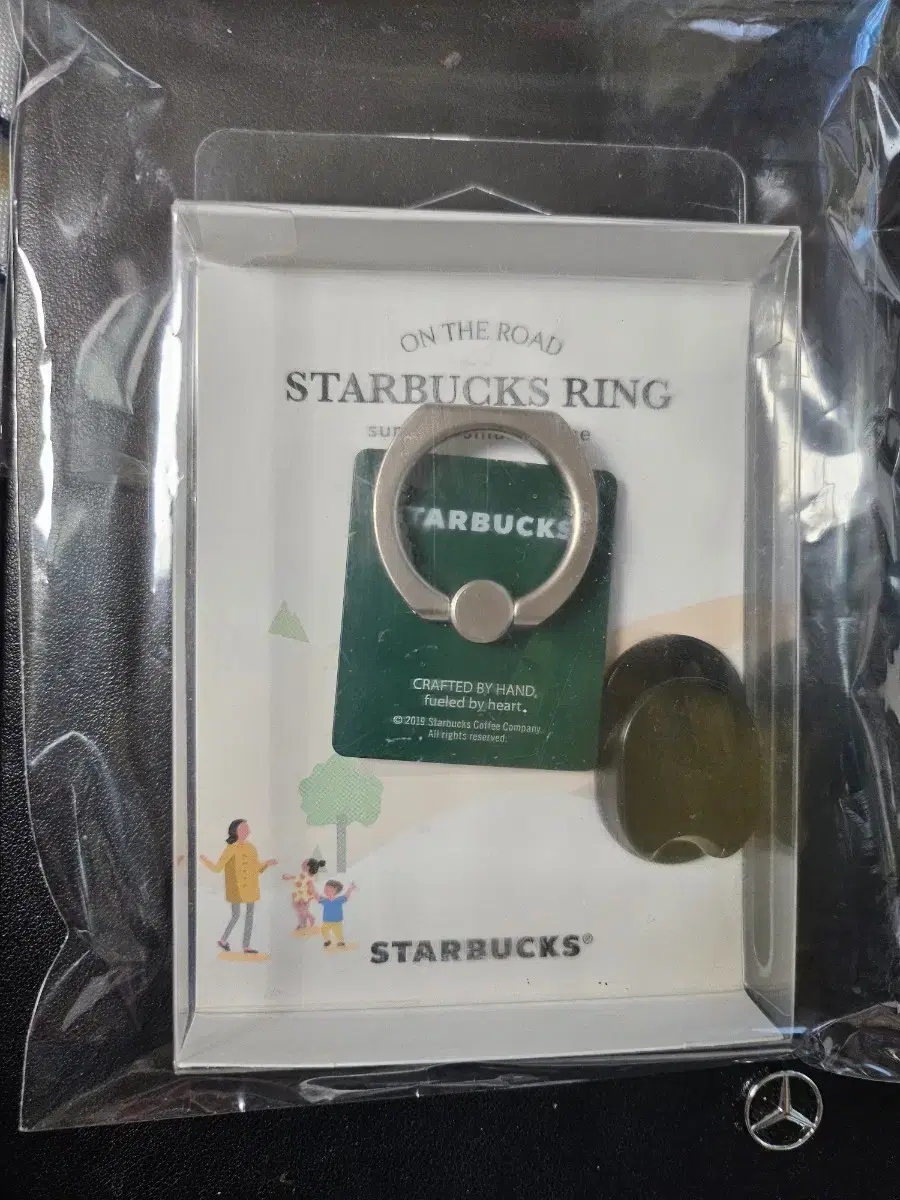 ON THE ROAD
STARBUCKS RING
STARBUCKS
CRAFTED BY HAND,
fueled by heart.
© 2019 Starbucks Coffee Company.
All rights reserved.
STARBUCKS®